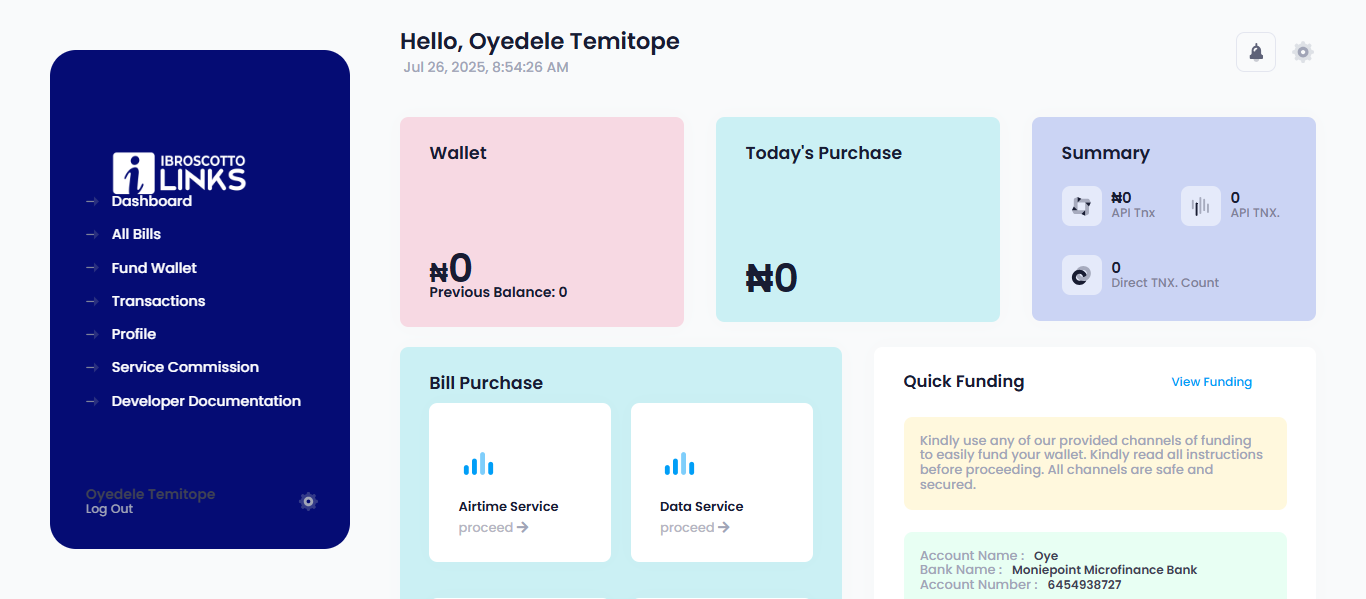 Hello, Oyedele Temitope
Jul 26, 2025, 8:54:26 AM
i IBROSCOTTO
LINKS
Dashboard
All Bills
Fund Wallet
Transactions
Profile
Service Commission
Developer Documentation
Oyedele Temitope
Log Out
Wallet
₦0
Previous Balance: 0
Today's Purchase
₦0
Summary
₦0
API Tnx
0
API TNX.
0
Direct TNX. Count
Bill Purchase
Airtime Service
proceed →
Data Service
proceed →
Quick Funding
View Funding
Kindly use any of our provided channels of funding
to easily fund your wallet. Kindly read all instructions
before proceeding. All channels are safe and
secured.
Account Name : Oye
Bank Name : Moniepoint Microfinance Bank
Account Number : 6454938727